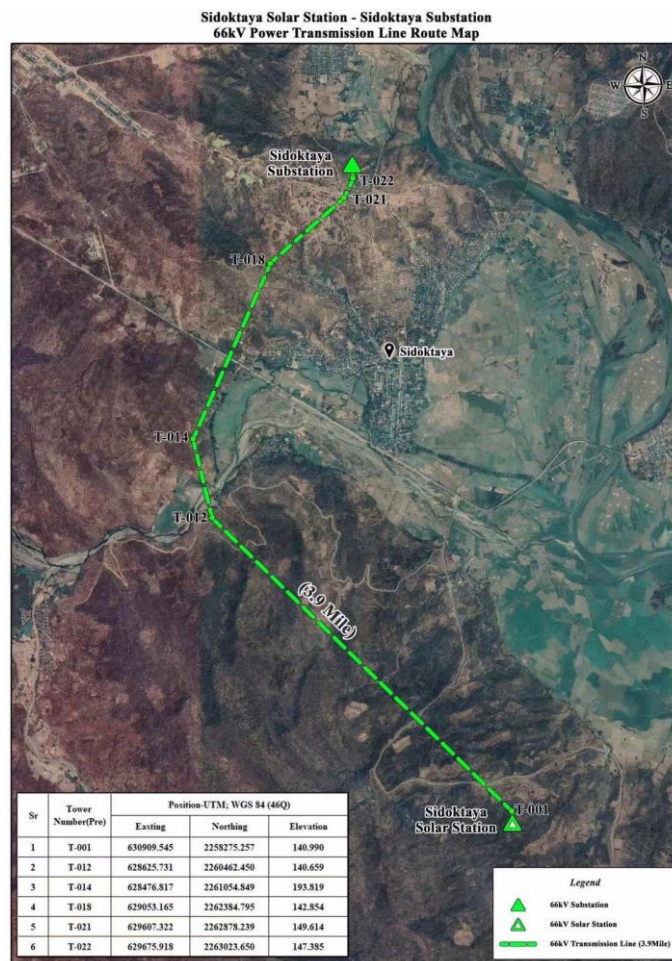 Sidoktaya Solar Station - Sidoktaya Substation
66kV Power Transmission Line Route Map
N
W E
S
Sidoktaya
Substation
T-022
T-021
T-018
Sidoktaya
T-014
T-012
(3.9 Mile)
T-001
Sidoktaya
Solar Station
Sr Tower Number(Pre) Position-UTM; WGS 84 (46Q)
Easting Northing Elevation
1 T-001 630909.545 2258275.257 140.990
2 T-012 628625.731 2260462.450 140.659
3 T-014 628476.817 2261054.849 193.819
4 T-018 629053.165 2262384.795 142.854
5 T-021 629607.322 2262878.239 149.614
6 T-022 629675.918 2263023.650 147.385
Legend
66kV Substation
66kV Solar Station
66kV Transmission Line (3.9Mile)